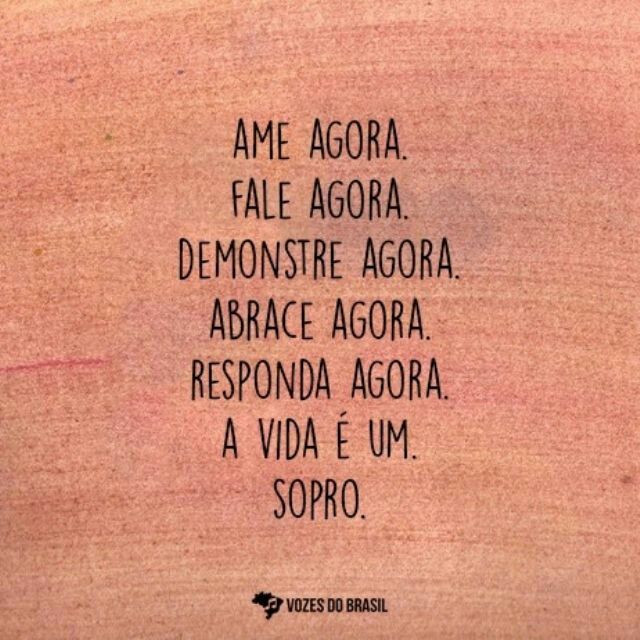 AME AGORA.
FALE AGORA.
DEMONSTRE AGORA.
ABRACE AGORA.
RESPONDA AGORA.
A VIDA É UM.
SOPRO.
VOZES DO BRASIL